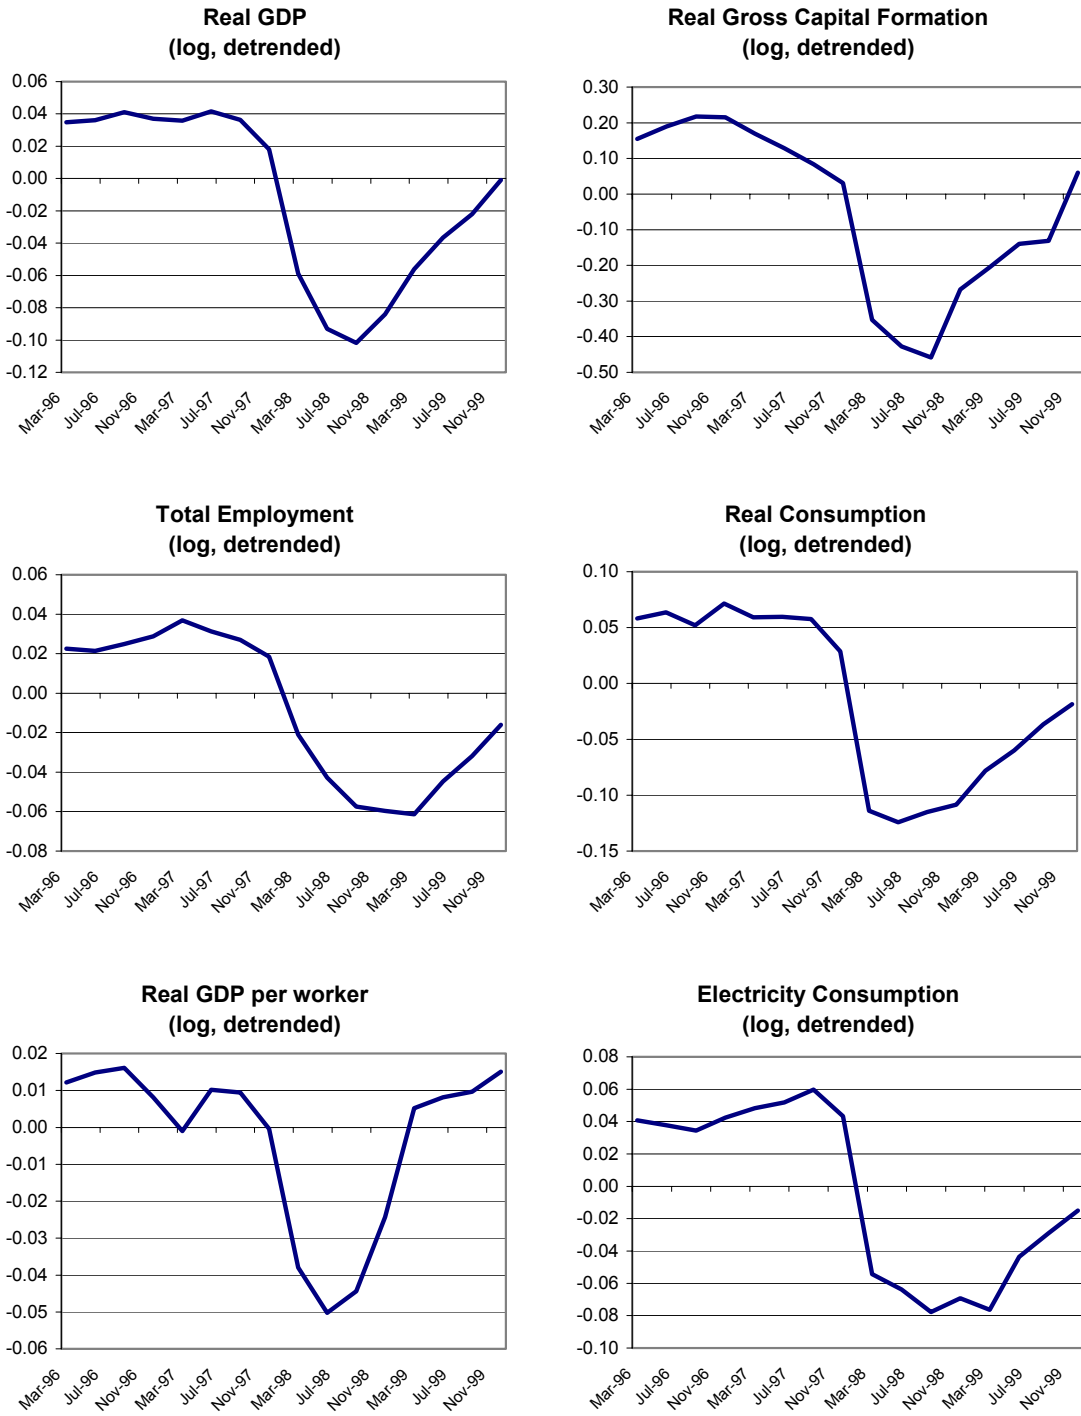 Real GDP
(log, detrended)
0.06
0.04
0.02
0.00
-0.02
-0.04
-0.06
-0.08
-0.10
-0.12
Mar-96
Jul-96
Nov-96
Mar-97
Jul-97
Nov-97
Mar-98
Jul-98
Nov-98
Mar-99
Jul-99
Nov-99
Real Gross Capital Formation
(log, detrended)
0.30
0.20
0.10
0.00
-0.10
-0.20
-0.30
-0.40
-0.50
Mar-96
Jul-96
Nov-96
Mar-97
Jul-97
Nov-97
Mar-98
Jul-98
Nov-98
Mar-99
Jul-99
Nov-99
Total Employment
(log, detrended)
0.06
0.04
0.02
0.00
-0.02
-0.04
-0.06
-0.08
Mar-96
Jul-96
Nov-96
Mar-97
Jul-97
Nov-97
Mar-98
Jul-98
Nov-98
Mar-99
Jul-99
Nov-99
Real Consumption
(log, detrended)
0.10
0.05
0.00
-0.05
-0.10
-0.15
Mar-96
Jul-96
Nov-96
Mar-97
Jul-97
Nov-97
Mar-98
Jul-98
Nov-98
Mar-99
Jul-99
Nov-99
Real GDP per worker
(log, detrended)
0.02
0.01
0.00
-0.01
-0.02
-0.03
-0.04
-0.05
-0.06
Mar-96
Jul-96
Nov-96
Mar-97
Jul-97
Nov-97
Mar-98
Jul-98
Nov-98
Mar-99
Jul-99
Nov-99
Electricity Consumption
(log, detrended)
0.08
0.06
0.04
0.02
0.00
-0.02
-0.04
-0.06
-0.08
-0.10
Mar-96
Jul-96
Nov-96
Mar-97
Jul-97
Nov-97
Mar-98
Jul-98
Nov-98
Mar-99
Jul-99
Nov-99